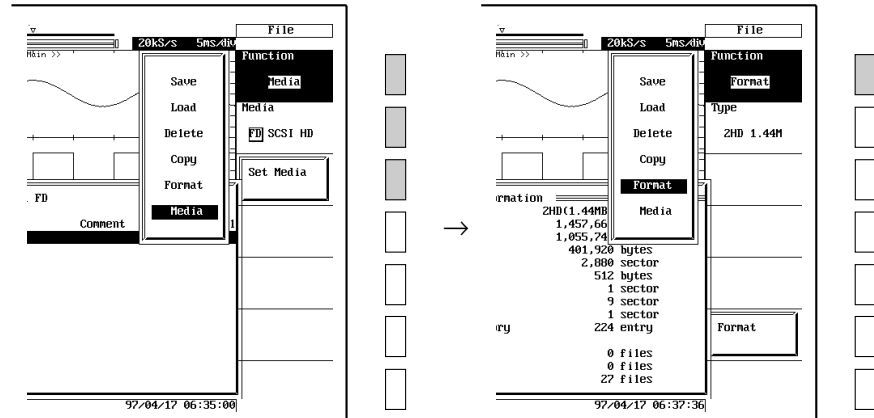 File
20kS/s 5ms/div
Main >>
Function
Media
Save
Load
Delete
Copy
Format
Media
Media
FD SCSI HD
Set Media
FD
Comment
97/04/17 06:35:00
→
File
20kS/s 5ms/div
Main >>
Function
Format
Save
Load
Delete
Copy
Format
Media
Type
2HD 1.44M
rmation
2HD(1.44MB
1,457,66
1,055,74
401,920 bytes
2,880 sector
512 bytes
1 sector
9 sector
1 sector
ry 224 entry
0 files
0 files
27 files
Format
97/04/17 06:37:36